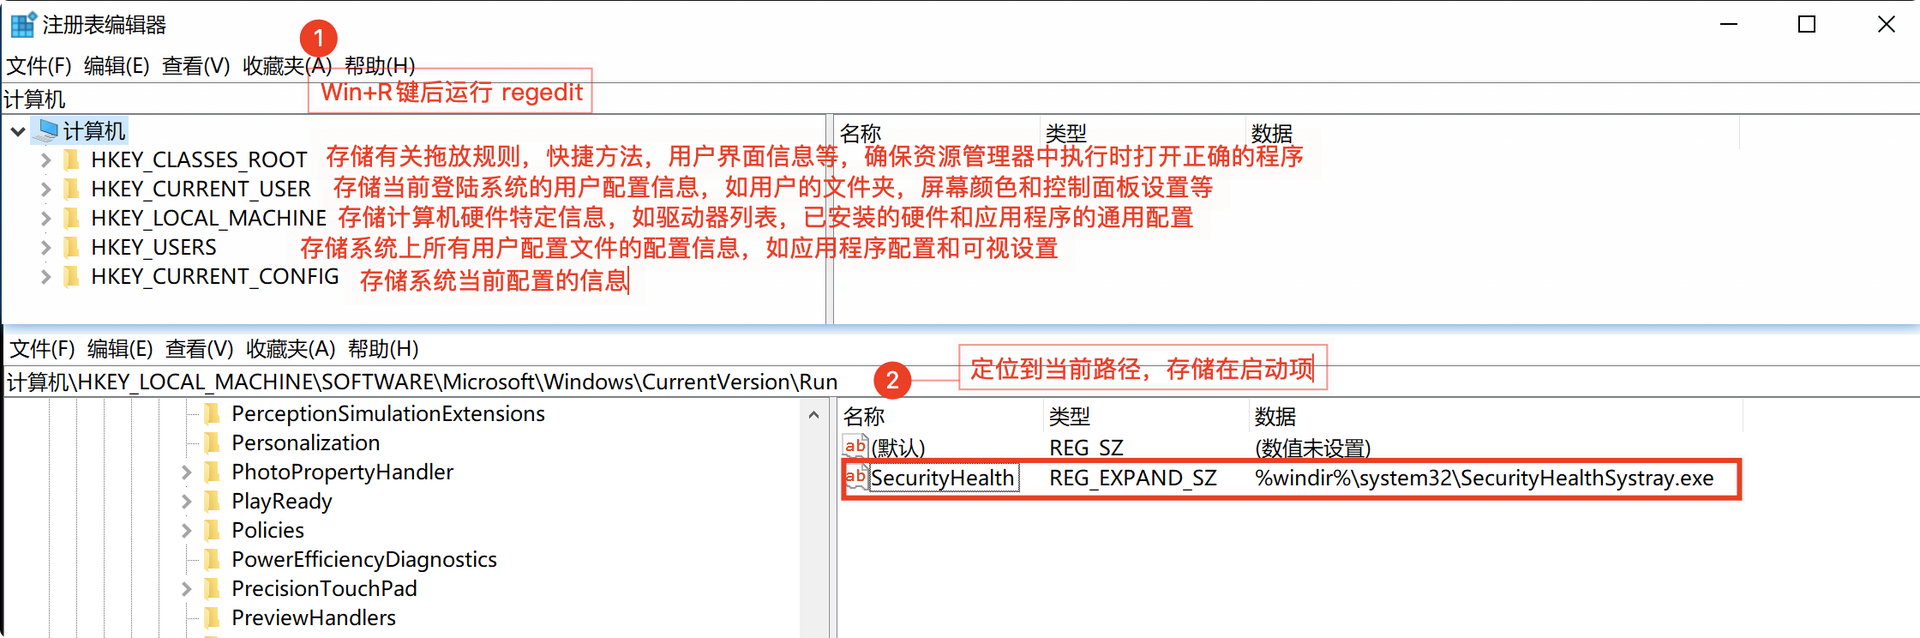 注册表编辑器
1
文件(F) 编辑(E) 查看(V) 收藏夹(A) 帮助(H)
Win+R键后运行 regedit
计算机
计算机
名称 类型 数据
HKEY_CLASSES_ROOT 存储有关拖放规则，快捷方法，用户界面信息等，确保资源管理器中执行时打开正确的程序
HKEY_CURRENT_USER 存储当前登陆系统的用户配置信息，如用户的文件夹，屏幕颜色和控制面板设置等
HKEY_LOCAL_MACHINE 存储计算机硬件特定信息，如驱动器列表，已安装的硬件和应用程序的通用配置
HKEY_USERS 存储系统上所有用户配置文件的配置信息，如应用程序配置和可视设置
HKEY_CURRENT_CONFIG 存储系统当前配置的信息
文件(F) 编辑(E) 查看(V) 收藏夹(A) 帮助(H)
计算机\HKEY_LOCAL_MACHINE\SOFTWARE\Microsoft\Windows\CurrentVersion\Run
2 定位到当前路径，存储在启动项
PerceptionSimulationExtensions
Personalization
PhotoPropertyHandler
PlayReady
Policies
PowerEfficiencyDiagnostics
PrecisionTouchPad
PreviewHandlers
名称 类型 数据
ab (默认) REG_SZ (数值未设置)
ab SecurityHealth REG_EXPAND_SZ %windir%\system32\SecurityHealthSystray.exe